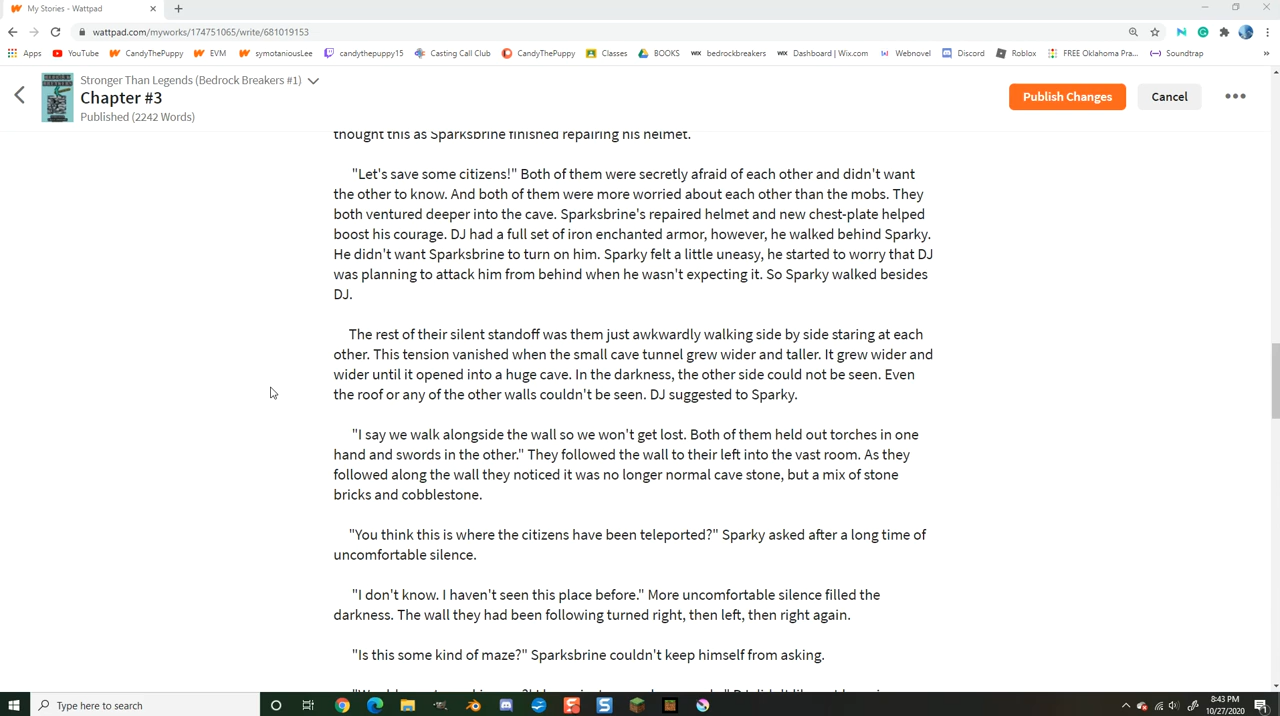 My Stories - Wattpad
wattpad.com/myworks/174751065/write/681019153
Apps YouTube CandyThePuppy EVM symotaniousLee candythepuppy15 Casting Call Club CandyThePuppy Classes BOOKS bedrockbreakers Dashboard | Wix.com Webnovel Discord Roblox FREE Oklahoma Pra... Soundtrap »
Stronger Than Legends (Bedrock Breakers #1)
Chapter #3
Published (2242 Words)
Publish Changes Cancel
thought this as Sparksbrine finished repairing his helmet.
"Let's save some citizens!" Both of them were secretly afraid of each other and didn't want
the other to know. And both of them were more worried about each other than the mobs. They
both ventured deeper into the cave. Sparksbrine's repaired helmet and new chest-plate helped
boost his courage. DJ had a full set of iron enchanted armor, however, he walked behind Sparky.
He didn't want Sparksbrine to turn on him. Sparky felt a little uneasy, he started to worry that DJ
was planning to attack him from behind when he wasn't expecting it. So Sparky walked besides
DJ.
The rest of their silent standoff was them just awkwardly walking side by side staring at each
other. This tension vanished when the small cave tunnel grew wider and taller. It grew wider and
wider until it opened into a huge cave. In the darkness, the other side could not be seen. Even
the roof or any of the other walls couldn't be seen. DJ suggested to Sparky.
"I say we walk alongside the wall so we won't get lost. Both of them held out torches in one
hand and swords in the other." They followed the wall to their left into the vast room. As they
followed along the wall they noticed it was no longer normal cave stone, but a mix of stone
bricks and cobblestone.
"You think this is where the citizens have been teleported?" Sparky asked after a long time of
uncomfortable silence.
"I don't know. I haven't seen this place before." More uncomfortable silence filled the
darkness. The wall they had been following turned right, then left, then right again.
"Is this some kind of maze?" Sparksbrine couldn't keep himself from asking.
Type here to search
8:43 PM
10/27/2020